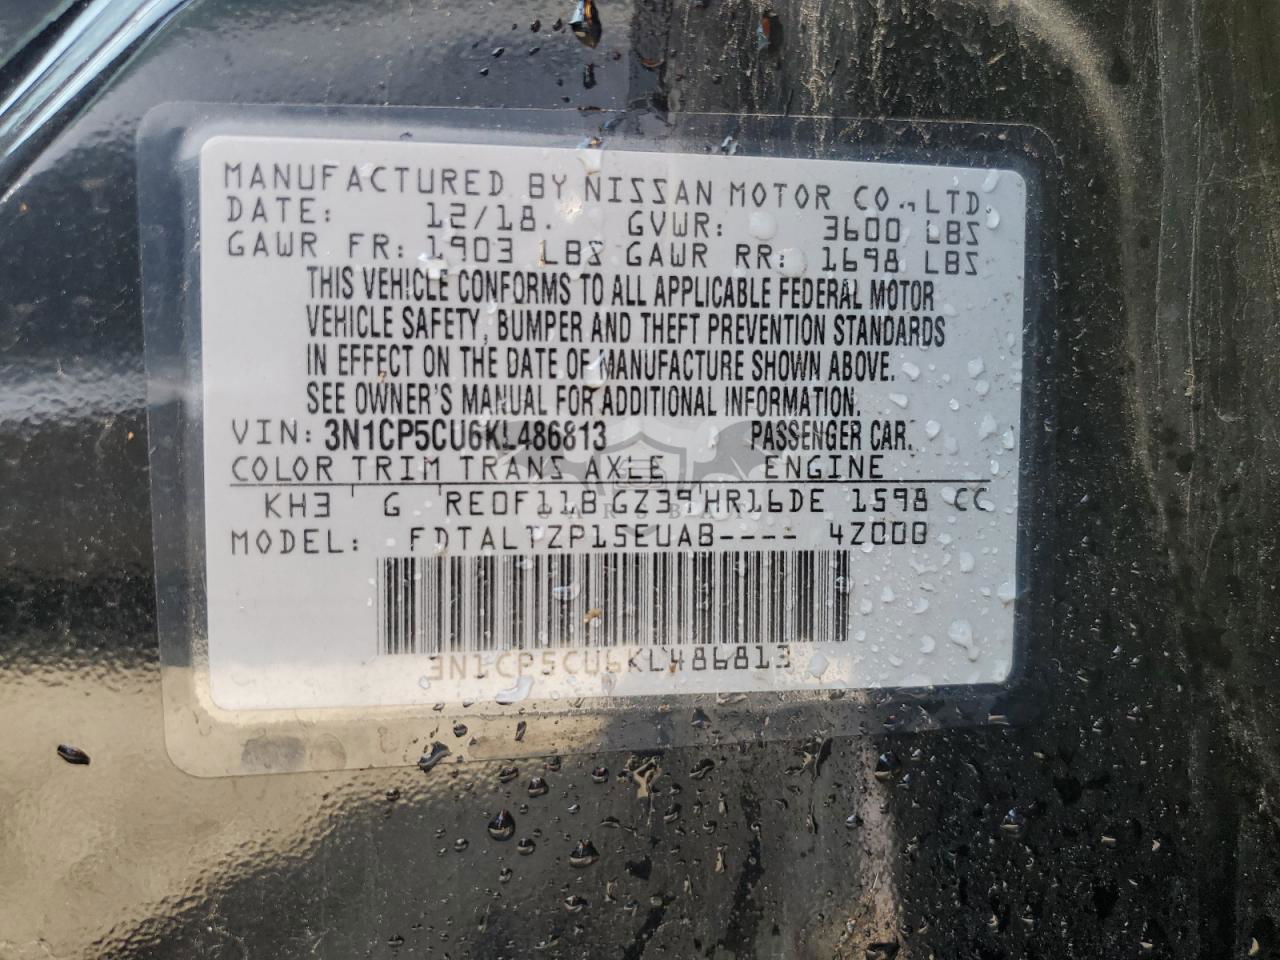 MANUFACTURED BY NISSAN MOTOR CO., LTD.
DATE: 12/18. GVWR: 3600 LBS
GAWR FR: 1903 LBS GAWR RR: 1698 LBS
THIS VEHICLE CONFORMS TO ALL APPLICABLE FEDERAL MOTOR
VEHICLE SAFETY, BUMPER AND THEFT PREVENTION STANDARDS
IN EFFECT ON THE DATE OF MANUFACTURE SHOWN ABOVE.
SEE OWNER'S MANUAL FOR ADDITIONAL INFORMATION.
VIN: 3N1CP5CU6KL486813 PASSENGER CAR.
COLOR TRIM TRANS AXLE ENGINE
KH3 G RE0F11B GZ39 HR16DE 1598 CC
MODEL: FDTALTZP15EUAB---- 4Z000
3N1CP5CU6KL486813